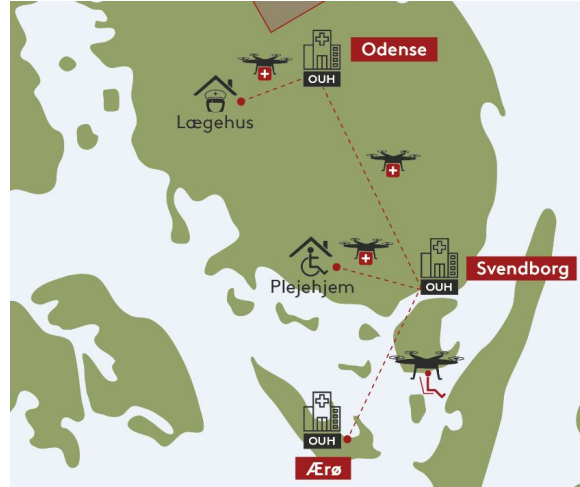 Odense
OUH
Lægehus
Plejehjem
Svendborg
OUH
OUH
Ærø